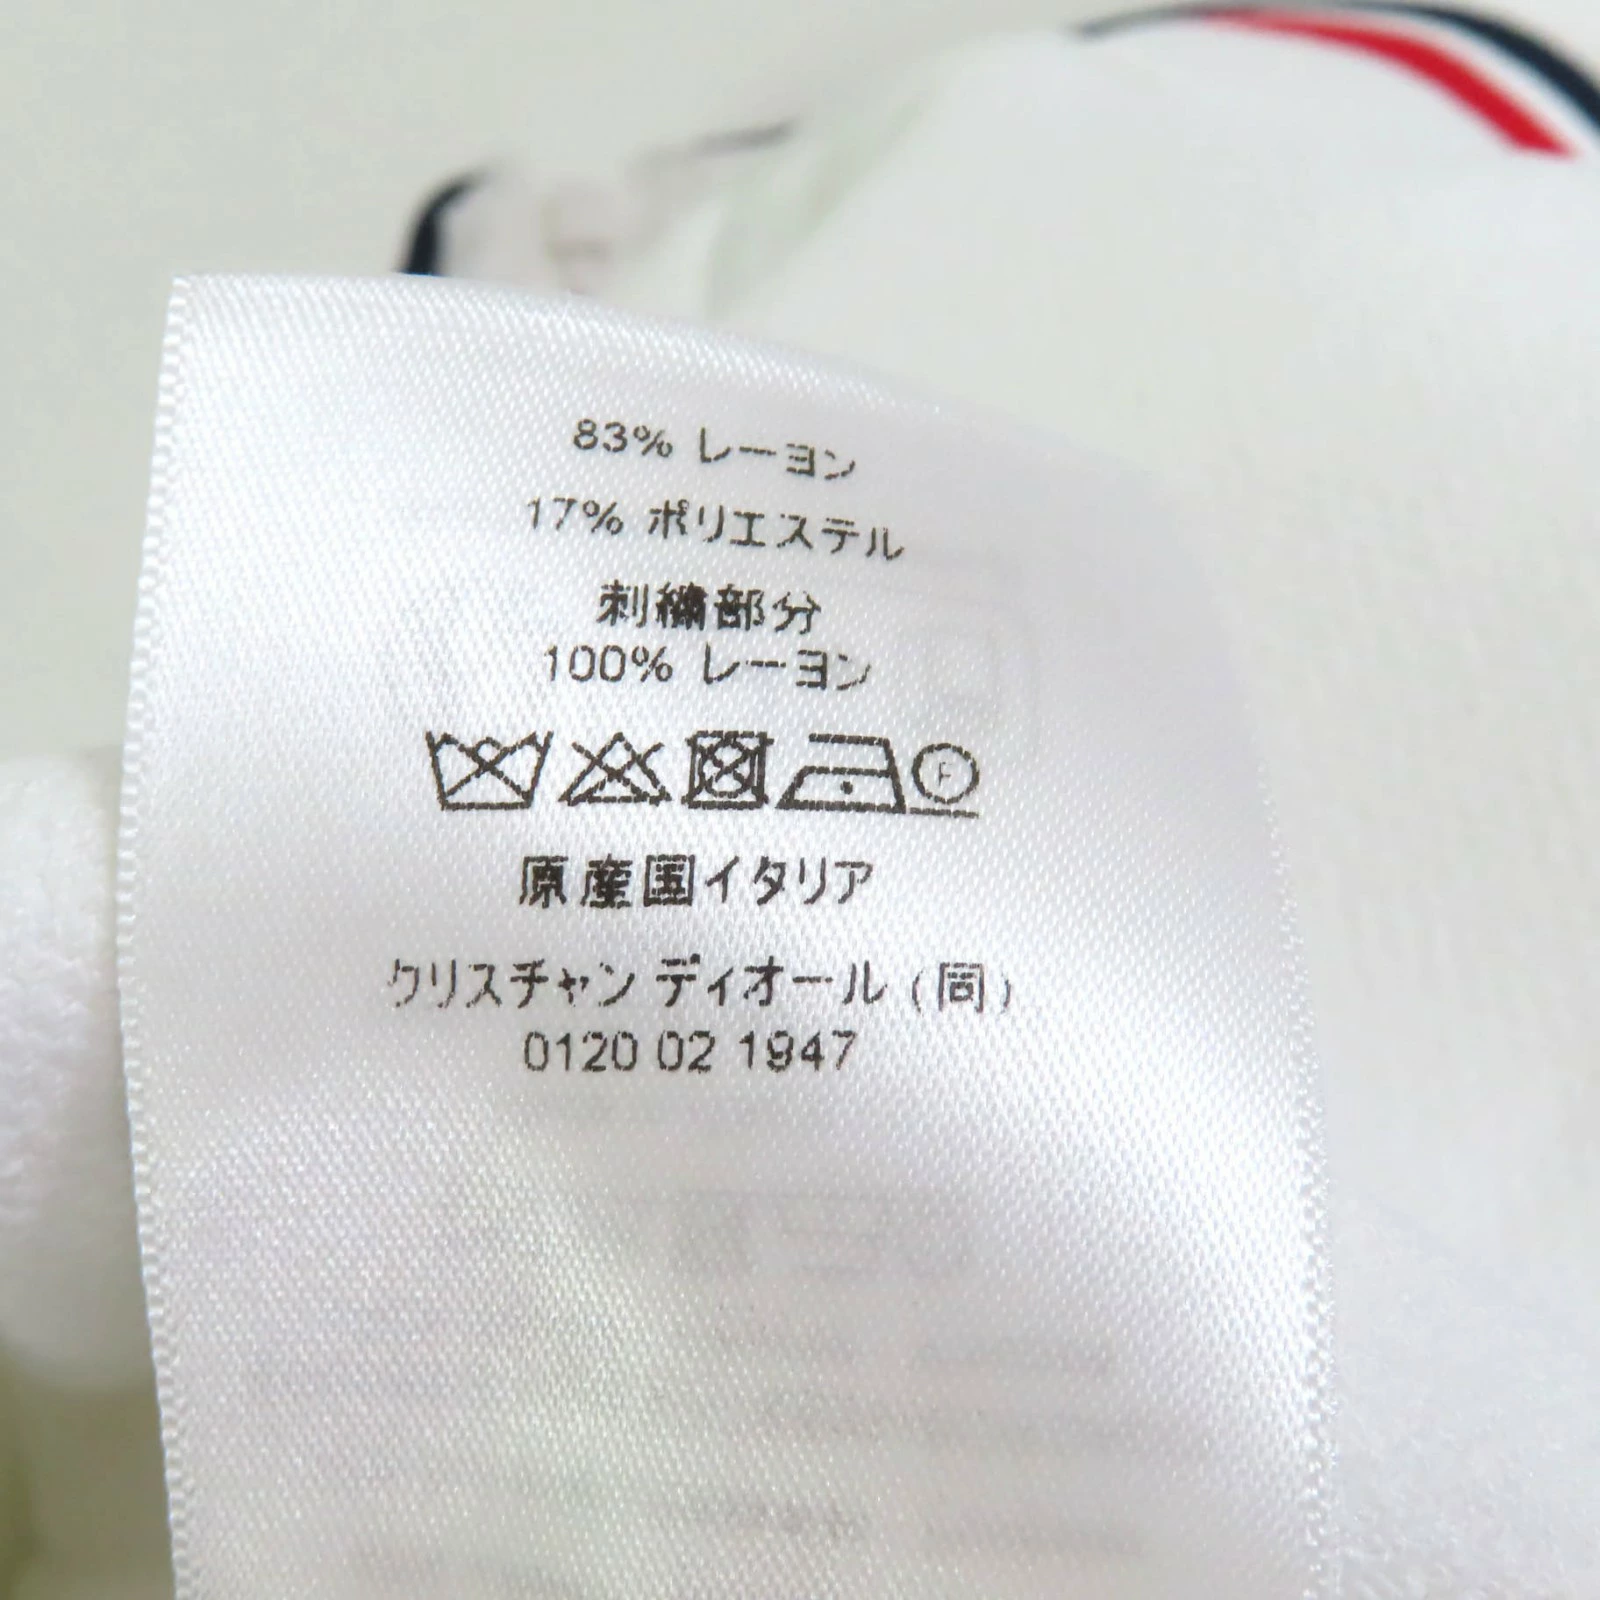 83% レーヨン
17% ポリエステル
刺繍部分
100% レーヨン
F
原産国イタリア
クリスチャン ディオール (同)
0120 02 1947